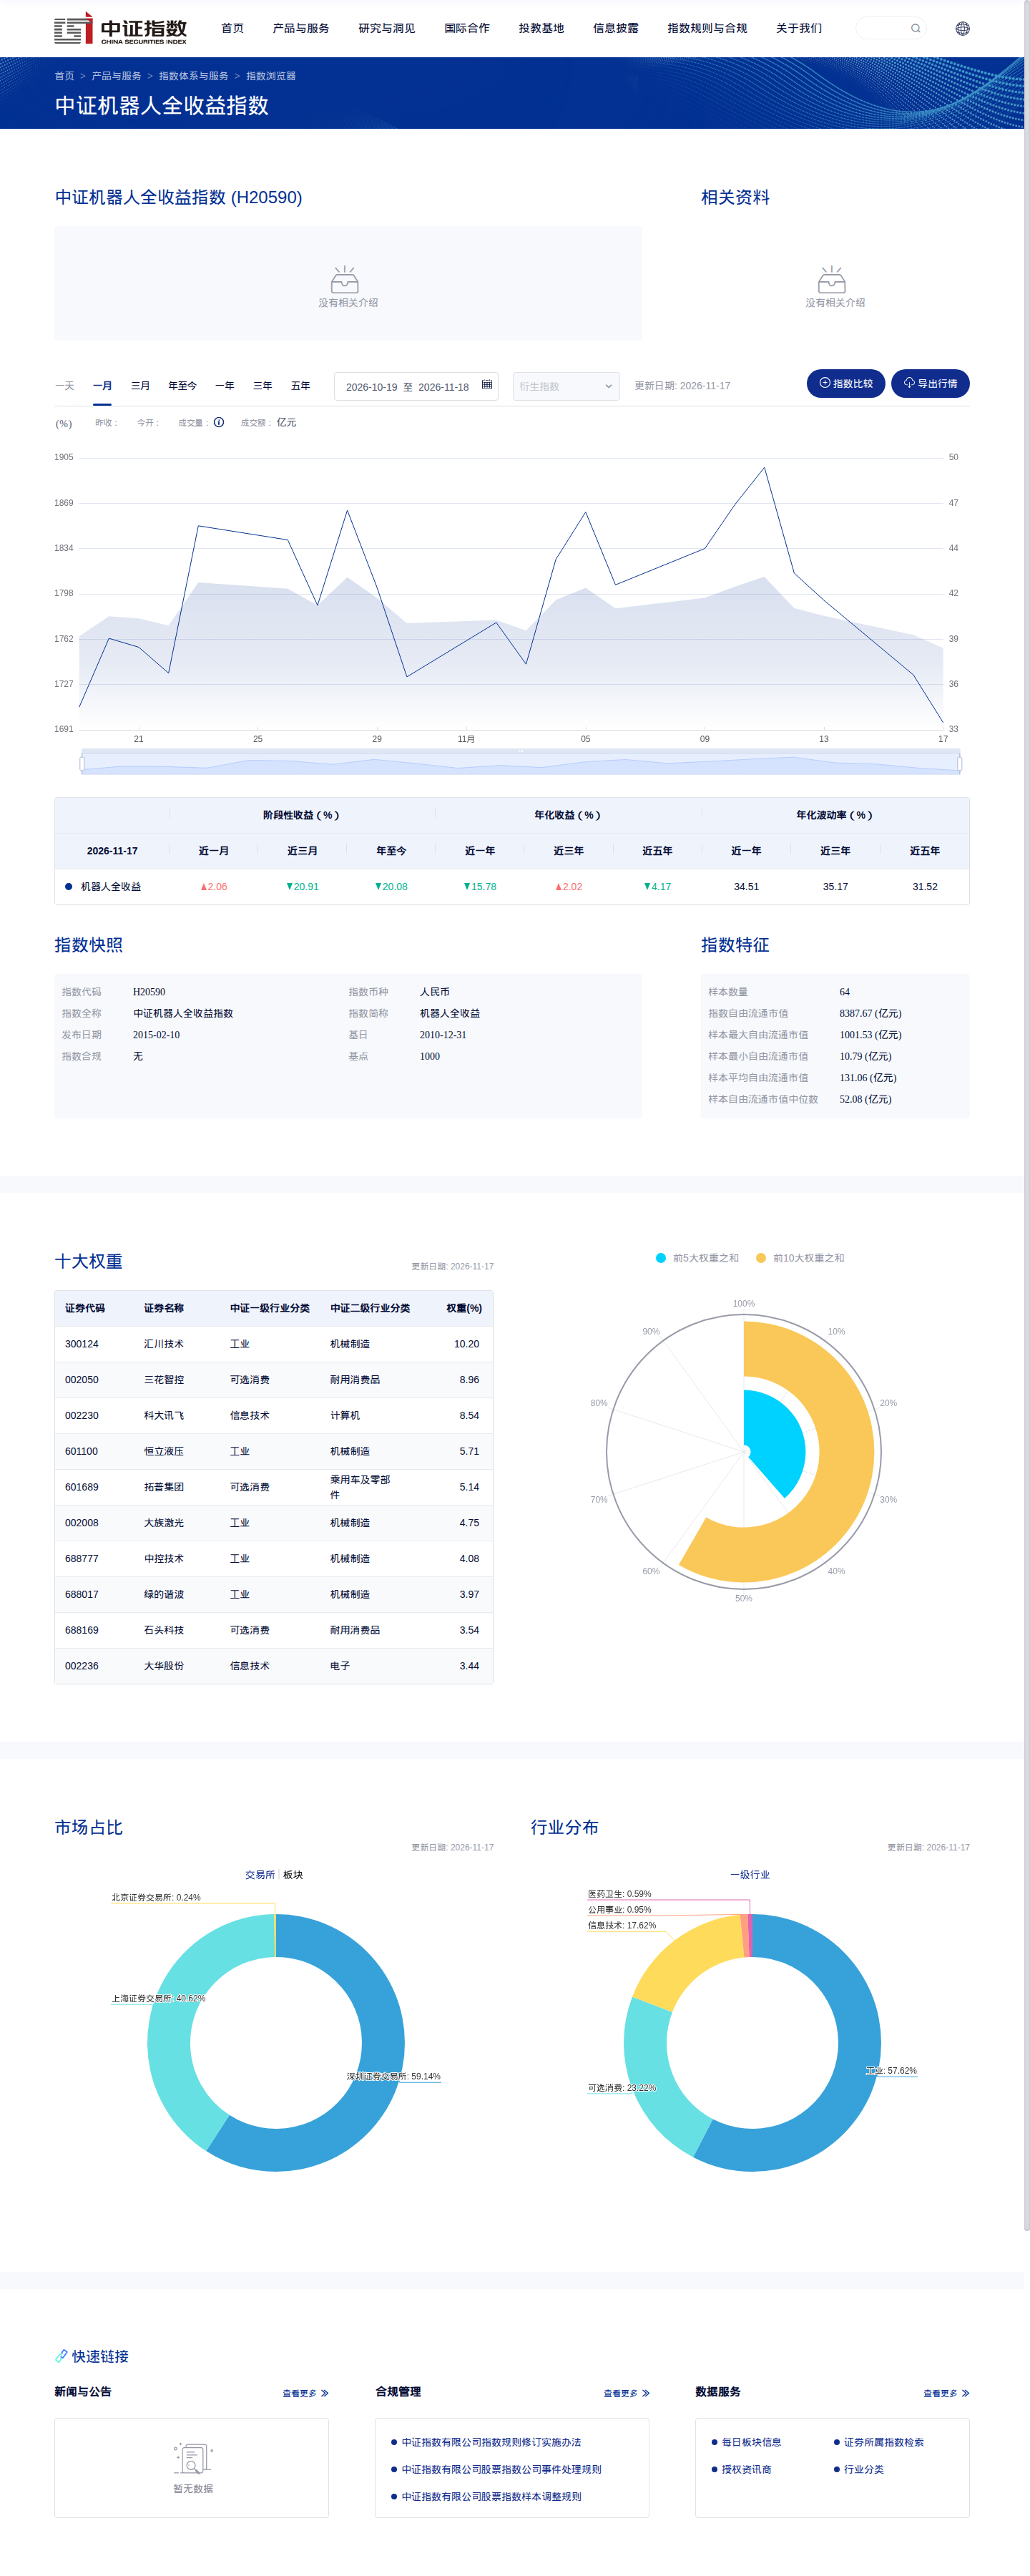 中证指数
CHINA SECURITIES INDEX
首页 产品与服务 研究与洞见 国际合作 投教基地 信息披露 指数规则与合规 关于我们
首页 > 产品与服务 > 指数体系与服务 > 指数浏览器
中证机器人全收益指数
中证机器人全收益指数 (H20590)
相关资料
没有相关介绍
没有相关介绍
一天 一月 三月 年至今 一年 三年 五年 2026-10-19 至 2026-11-18 衍生指数 更新日期: 2026-11-17 指数比较 导出行情
(%) 昨收 : 今开 : 成交量 : 成交额 : 亿元
1905 50
1869 47
1834 44
1798 42
1762 39
1727 36
1691 33
21 25 29 11月 05 09 13 17
阶段性收益 ( % ) 年化收益 ( % ) 年化波动率 ( % )
2026-11-17 近一月 近三月 年至今 近一年 近三年 近五年 近一年 近三年 近五年
机器人全收益 ▲2.06 ▼20.91 ▼20.08 ▼15.78 ▲2.02 ▼4.17 34.51 35.17 31.52
指数快照
指数代码 H20590 指数币种 人民币
指数全称 中证机器人全收益指数 指数简称 机器人全收益
发布日期 2015-02-10 基日 2010-12-31
指数合规 无 基点 1000
指数特征
样本数量 64
指数自由流通市值 8387.67 (亿元)
样本最大自由流通市值 1001.53 (亿元)
样本最小自由流通市值 10.79 (亿元)
样本平均自由流通市值 131.06 (亿元)
样本自由流通市值中位数 52.08 (亿元)
十大权重
更新日期: 2026-11-17
证券代码 证券名称 中证一级行业分类 中证二级行业分类 权重(%)
300124 汇川技术 工业 机械制造 10.20
002050 三花智控 可选消费 耐用消费品 8.96
002230 科大讯飞 信息技术 计算机 8.54
601100 恒立液压 工业 机械制造 5.71
601689 拓普集团 可选消费 乘用车及零部件 5.14
002008 大族激光 工业 机械制造 4.75
688777 中控技术 工业 机械制造 4.08
688017 绿的谐波 工业 机械制造 3.97
688169 石头科技 可选消费 耐用消费品 3.54
002236 大华股份 信息技术 电子 3.44
前5大权重之和 前10大权重之和
100%
90% 10%
80% 20%
70% 30%
60% 40%
50%
市场占比
更新日期: 2026-11-17
交易所 板块
北京证券交易所: 0.24%
上海证券交易所: 40.62%
深圳证券交易所: 59.14%
行业分布
更新日期: 2026-11-17
一级行业
医药卫生: 0.59%
公用事业: 0.95%
信息技术: 17.62%
工业: 57.62%
可选消费: 23.22%
快速链接
新闻与公告 查看更多
暂无数据
合规管理 查看更多
中证指数有限公司指数规则修订实施办法
中证指数有限公司股票指数公司事件处理规则
中证指数有限公司股票指数样本调整规则
数据服务 查看更多
每日板块信息 证券所属指数检索
授权资讯商 行业分类